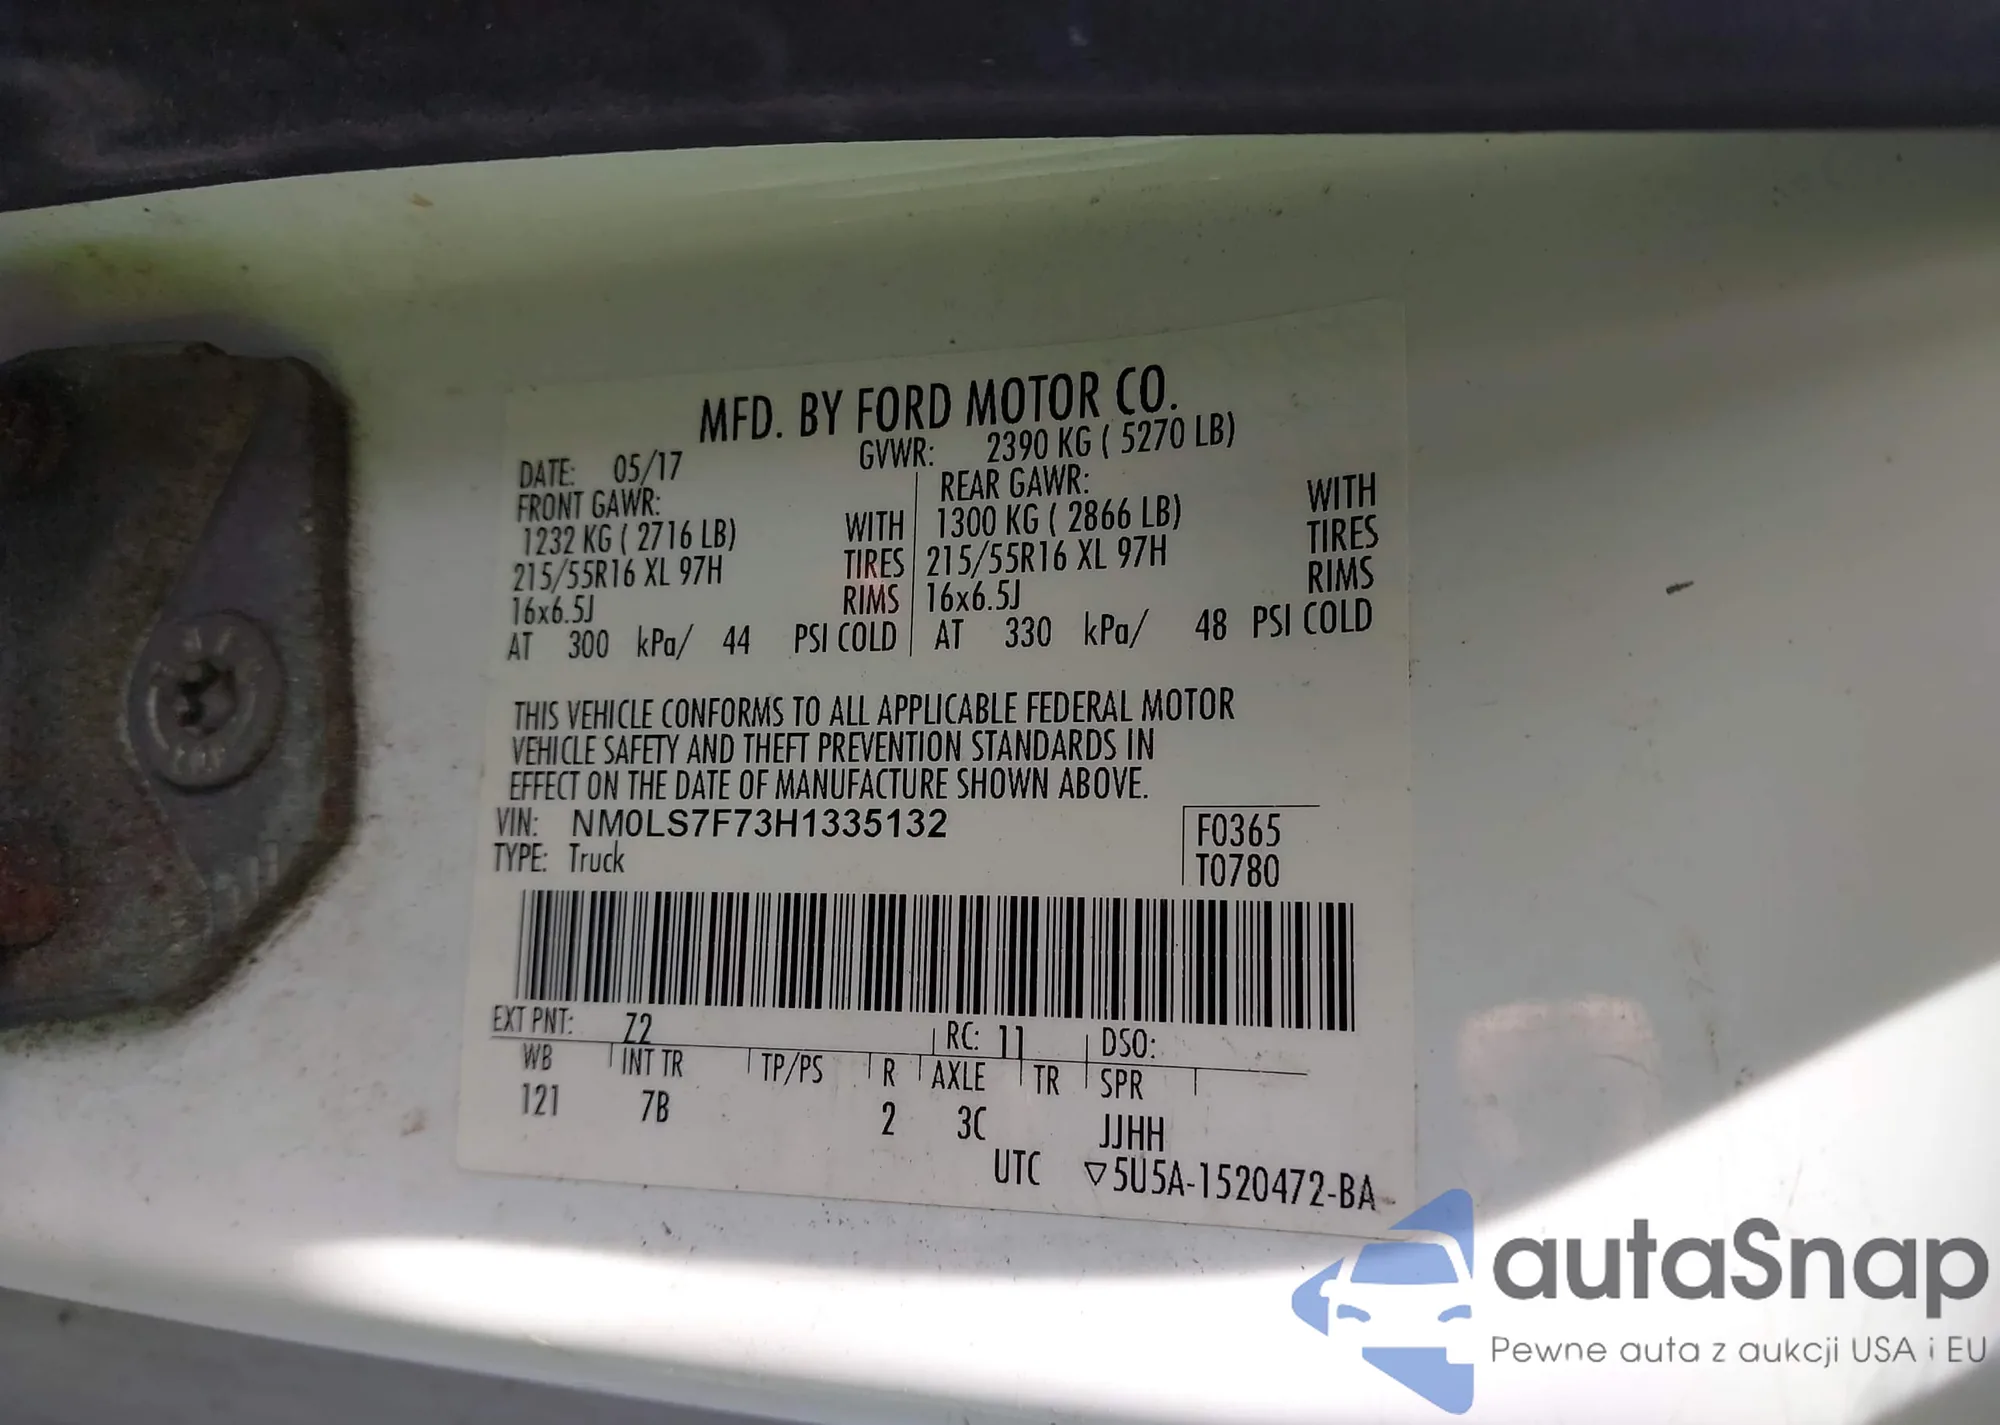 MFD. BY FORD MOTOR CO.
DATE: 05/17 GVWR: 2390 KG ( 5270 LB)
FRONT GAWR: REAR GAWR:
1232 KG ( 2716 LB) WITH 1300 KG ( 2866 LB) WITH
215/55R16 XL 97H TIRES 215/55R16 XL 97H TIRES
16x6.5J RIMS 16x6.5J RIMS
AT 300 kPa/ 44 PSI COLD AT 330 kPa/ 48 PSI COLD
THIS VEHICLE CONFORMS TO ALL APPLICABLE FEDERAL MOTOR
VEHICLE SAFETY AND THEFT PREVENTION STANDARDS IN
EFFECT ON THE DATE OF MANUFACTURE SHOWN ABOVE.
VIN: NM0LS7F73H1335132 F0365
TYPE: Truck T0780
EXT PNT: Z2 RC: 11 DSO:
WB INT TR TP/PS R AXLE TR SPR
121 7B 2 3C JJHH
UTC ▽5U5A-1520472-BA
autaSnap
Pewne auta z aukcji USA i EU